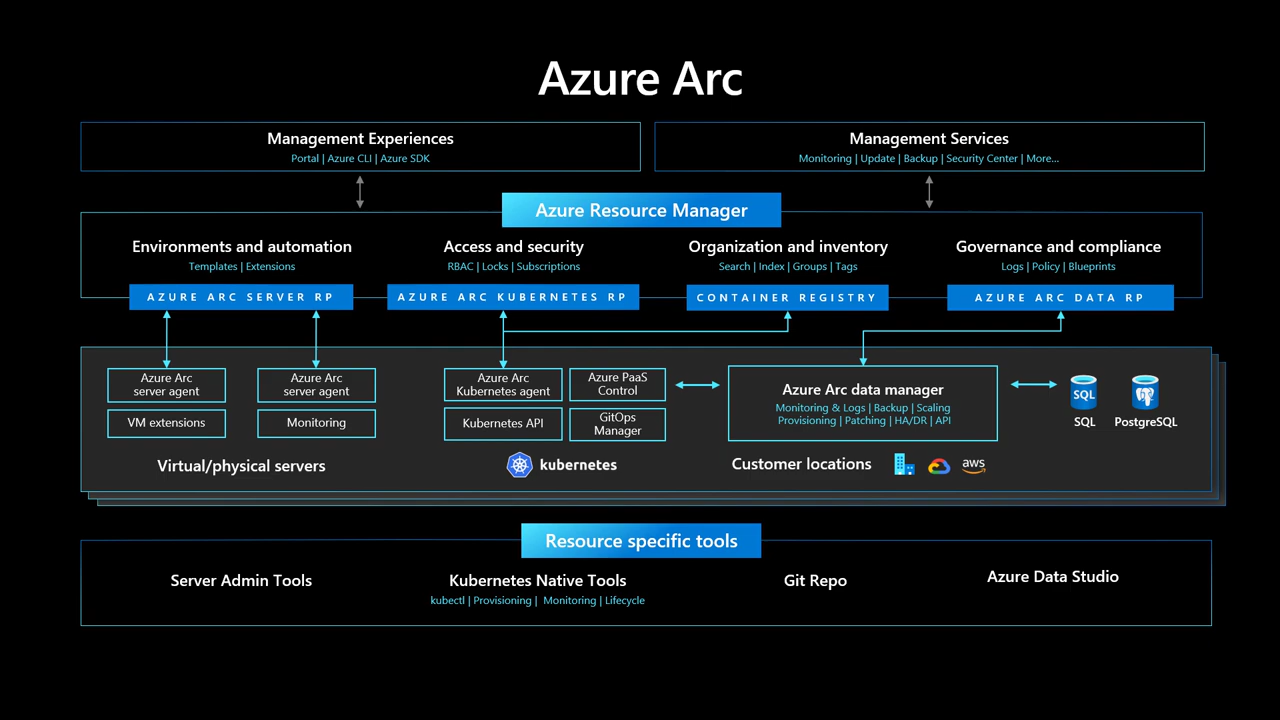 Azure Arc
Management Experiences
Portal | Azure CLI | Azure SDK
Management Services
Monitoring | Update | Backup | Security Center | More...
Azure Resource Manager
Environments and automation
Templates | Extensions
Access and security
RBAC | Locks | Subscriptions
Organization and inventory
Search | Index | Groups | Tags
Governance and compliance
Logs | Policy | Blueprints
AZURE ARC SERVER RP
AZURE ARC KUBERNETES RP
CONTAINER REGISTRY
AZURE ARC DATA RP
Azure Arc
server agent
VM extensions
Azure Arc
server agent
Monitoring
Virtual/physical servers
Azure Arc
Kubernetes agent
Kubernetes API
Azure PaaS
Control
GitOps
Manager
kubernetes
Azure Arc data manager
Monitoring & Logs | Backup | Scaling
Provisioning | Patching | HA/DR | API
Customer locations
aws
SQL
SQL
PostgreSQL
Resource specific tools
Server Admin Tools
Kubernetes Native Tools
kubectl | Provisioning | Monitoring | Lifecycle
Git Repo
Azure Data Studio